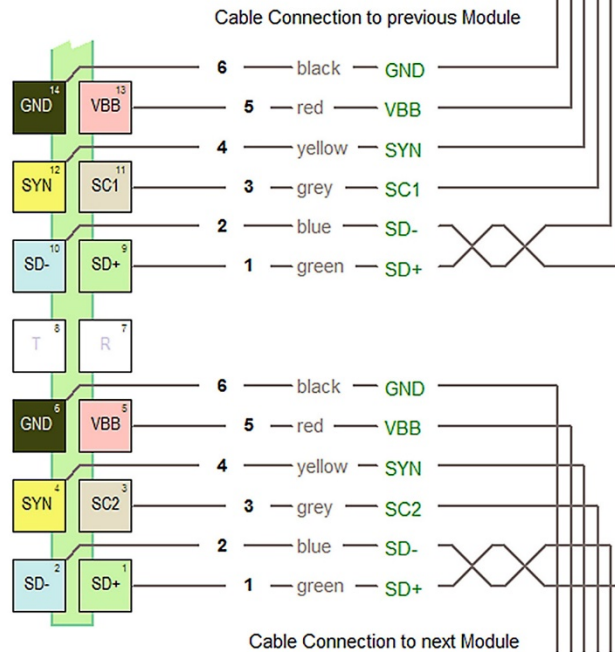 Cable Connection to previous Module
6 black GND
14 13
GND VBB 5 red VBB
4 yellow SYN
12 11
SYN SC1 3 grey SC1
2 blue SD-
10 9
SD- SD+ 1 green SD+
8 7
T R
6 black GND
6 5
GND VBB 5 red VBB
4 yellow SYN
4 3
SYN SC2 3 grey SC2
2 blue SD-
2 1
SD- SD+ 1 green SD+
Cable Connection to next Module